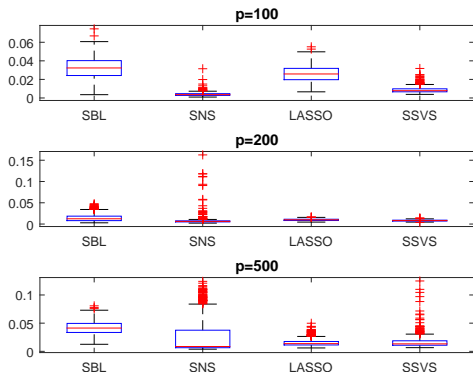 p=100
0.06
0.04
0.02
0
SBL SNS LASSO SSVS
p=200
0.15
0.1
0.05
0
SBL SNS LASSO SSVS
p=500
0.1
0.05
0
SBL SNS LASSO SSVS